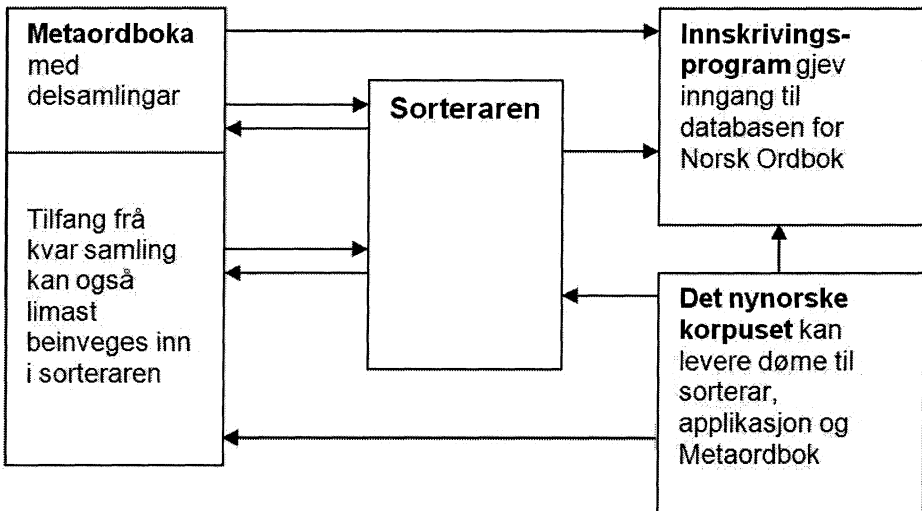 Metaordboka
med
delsamlingar
Tilfang frå
kvar samling
kan også
limast
beinveges inn
i sorteraren
Sorteraren
Innskrivings-
program gjev
inngang til
databasen for
Norsk Ordbok
Det nynorske
korpuset kan
levere døme til
sorterar,
applikasjon og
Metaordbok